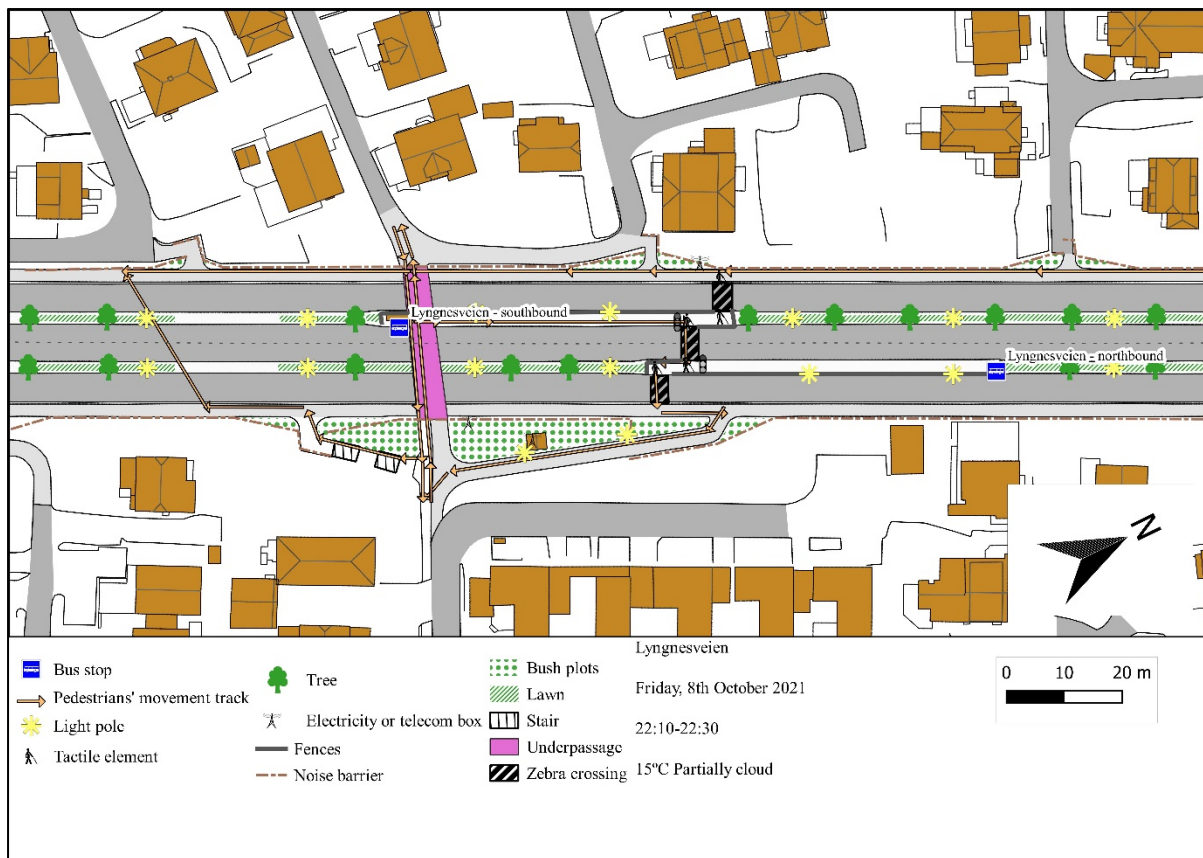 Lyngnesveien - southbound
Lyngnesveien - northbound
N
Bus stop
Pedestrians' movement track
Light pole
Tactile element
Tree
Electricity or telecom box
Fences
Noise barrier
Bush plots
Lawn
Stair
Underpassage
Zebra crossing
Lyngnesveien
Friday, 8th October 2021
22:10-22:30
15°C Partially cloud
0 10 20 m